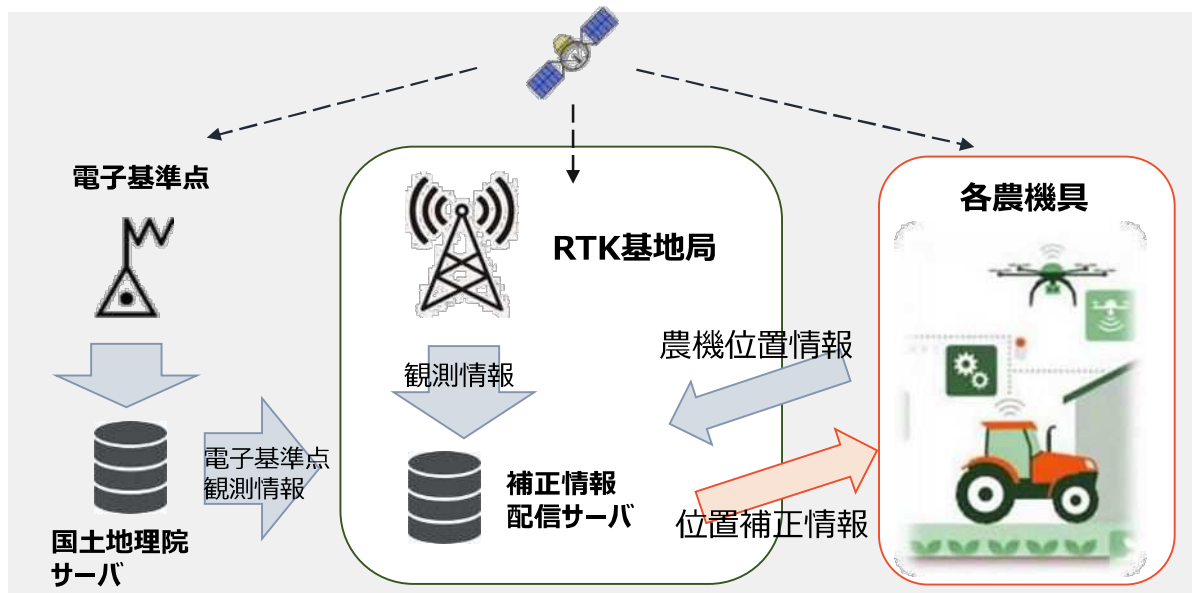 電子基準点
RTK基地局
各農機具
農機位置情報
観測情報
電子基準点
観測情報
補正情報
配信サーバ
位置補正情報
国土地理院
サーバ